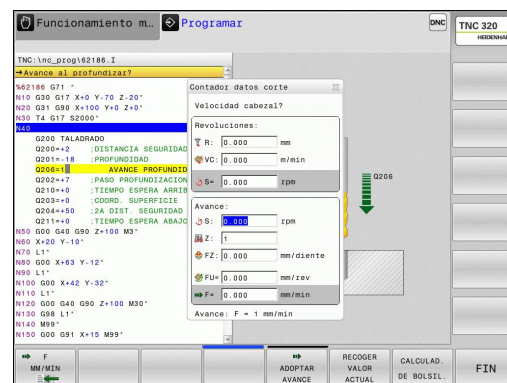 Funcionamiento m...
Programar
DNC
TNC 320
HEIDENHAI
TNC:\nc_prog\62186.I
→Avance al profundizar?
%62186 G71 *
N10 G30 G17 X+0 Y-70 Z-20*
N20 G31 G90 X+100 Y+0 Z+0*
N30 T4 G17 S2000*
N40
G200 TALADRADO
Q200=+2 ;DISTANCIA SEGURIDAD
Q201=-18 ;PROFUNDIDAD
Q206=1 AVANCE PROFUNDID
Q202=+7 ;PASO PROFUNDIZACION
Q210=+0 ;TIEMPO ESPERA ARRIB
Q203=+0 ;COORD. SUPERFICIE
Q204=+50 ;2A DIST. SEGURIDAD
Q211=+0 ;TIEMPO ESPERA ABAJO
N50 G00 G40 G90 Z+100 M3*
N60 X+20 Y-10*
N70 L1*
N80 G00 X+63 Y-12*
N90 L1*
N100 G00 X+42 Y-32*
N110 L1*
N120 G00 G40 G90 Z+100 M30*
N130 G98 L1*
N140 M99*
N150 G00 G91 X+15 M99*
Contador datos corte
Velocidad cabezal?
Revoluciones:
R: 0.000 mm
VC: 0.000 m/min
S= 0.000 rpm
Avance:
S: 0.000 rpm
Z: 1
FZ: 0.000 mm/diente
FU= 0.000 mm/rev
F= 0.000 mm/min
Avance: F = 1 mm/min
Q206
F
MM/MIN
ADOPTAR
AVANCE
RECOGER
VALOR
ACTUAL
CALCULAD.
DE BOLSIL.
FIN